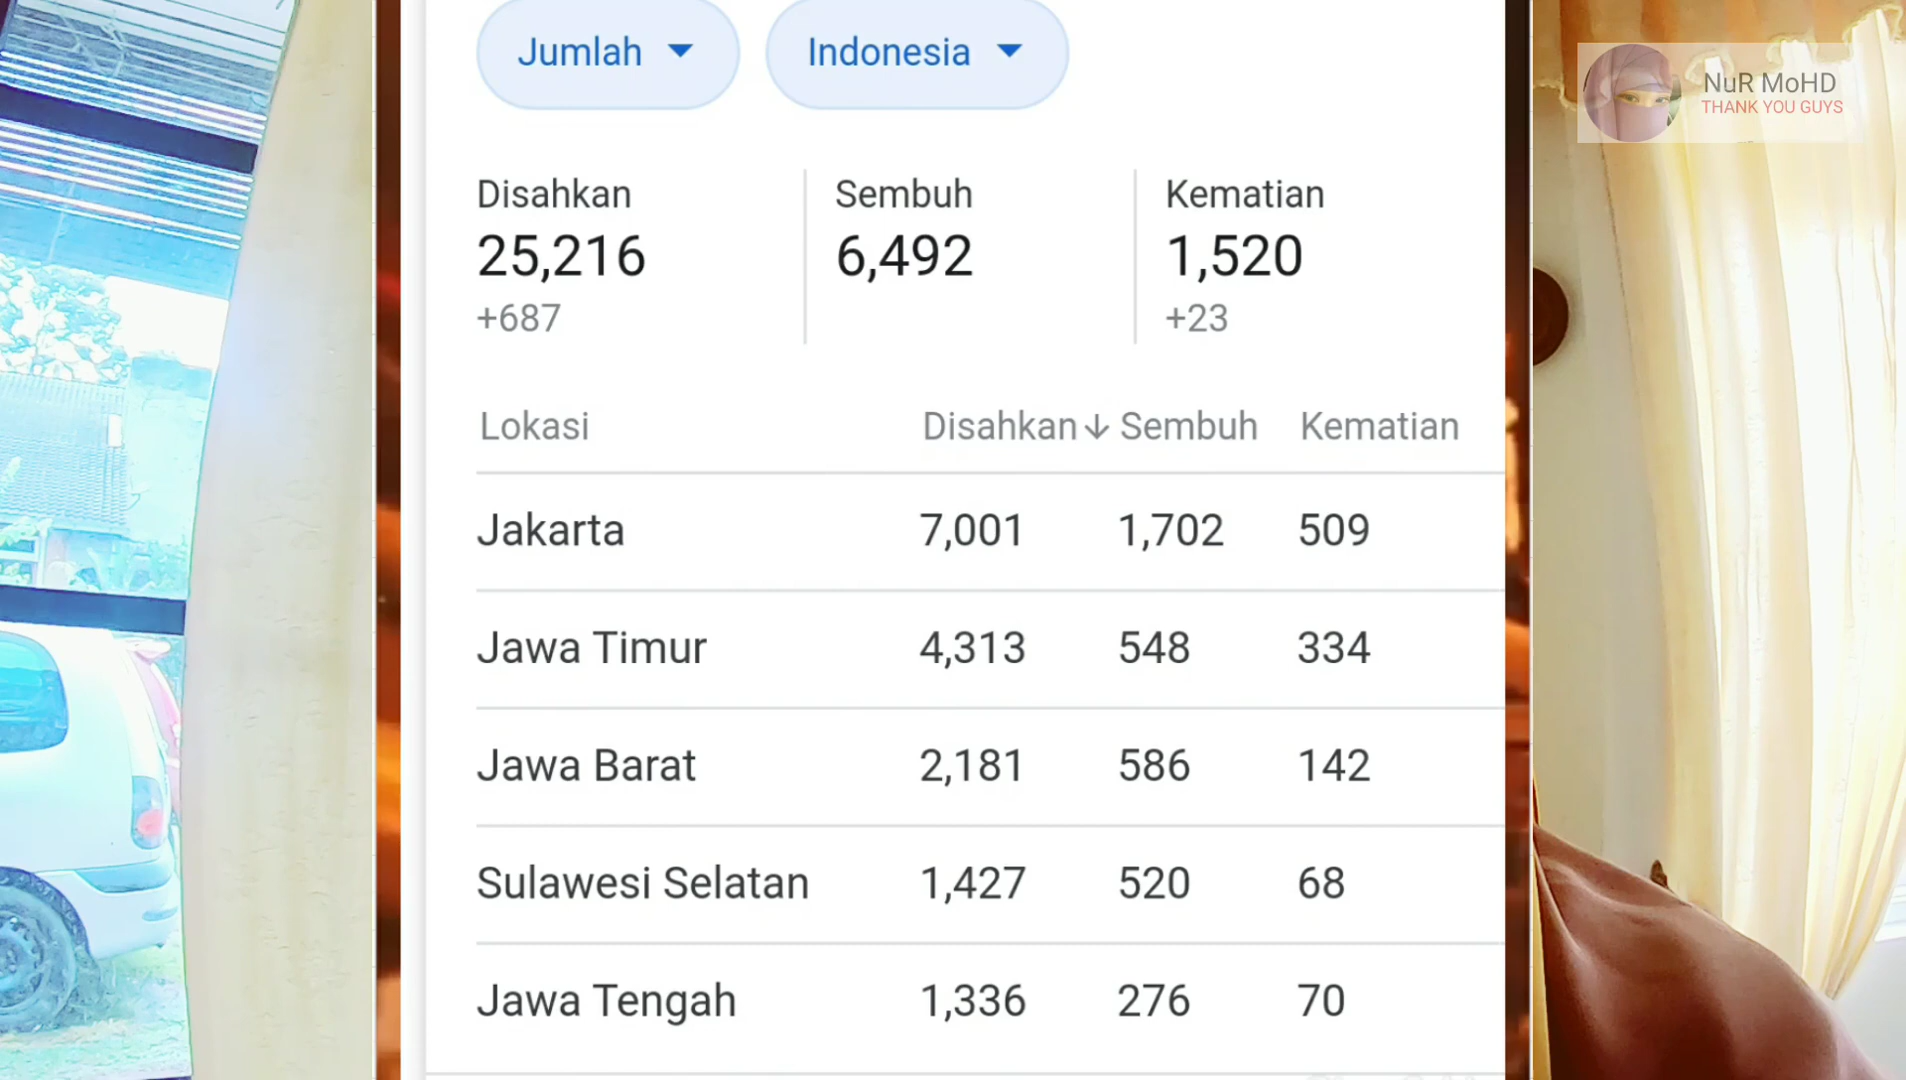 Jumlah Indonesia
NuR MoHD
THANK YOU GUYS
Disahkan Sembuh Kematian
25,216 6,492 1,520
+687 +23
Lokasi Disahkan↓ Sembuh Kematian
Jakarta 7,001 1,702 509
Jawa Timur 4,313 548 334
Jawa Barat 2,181 586 142
Sulawesi Selatan 1,427 520 68
Jawa Tengah 1,336 276 70